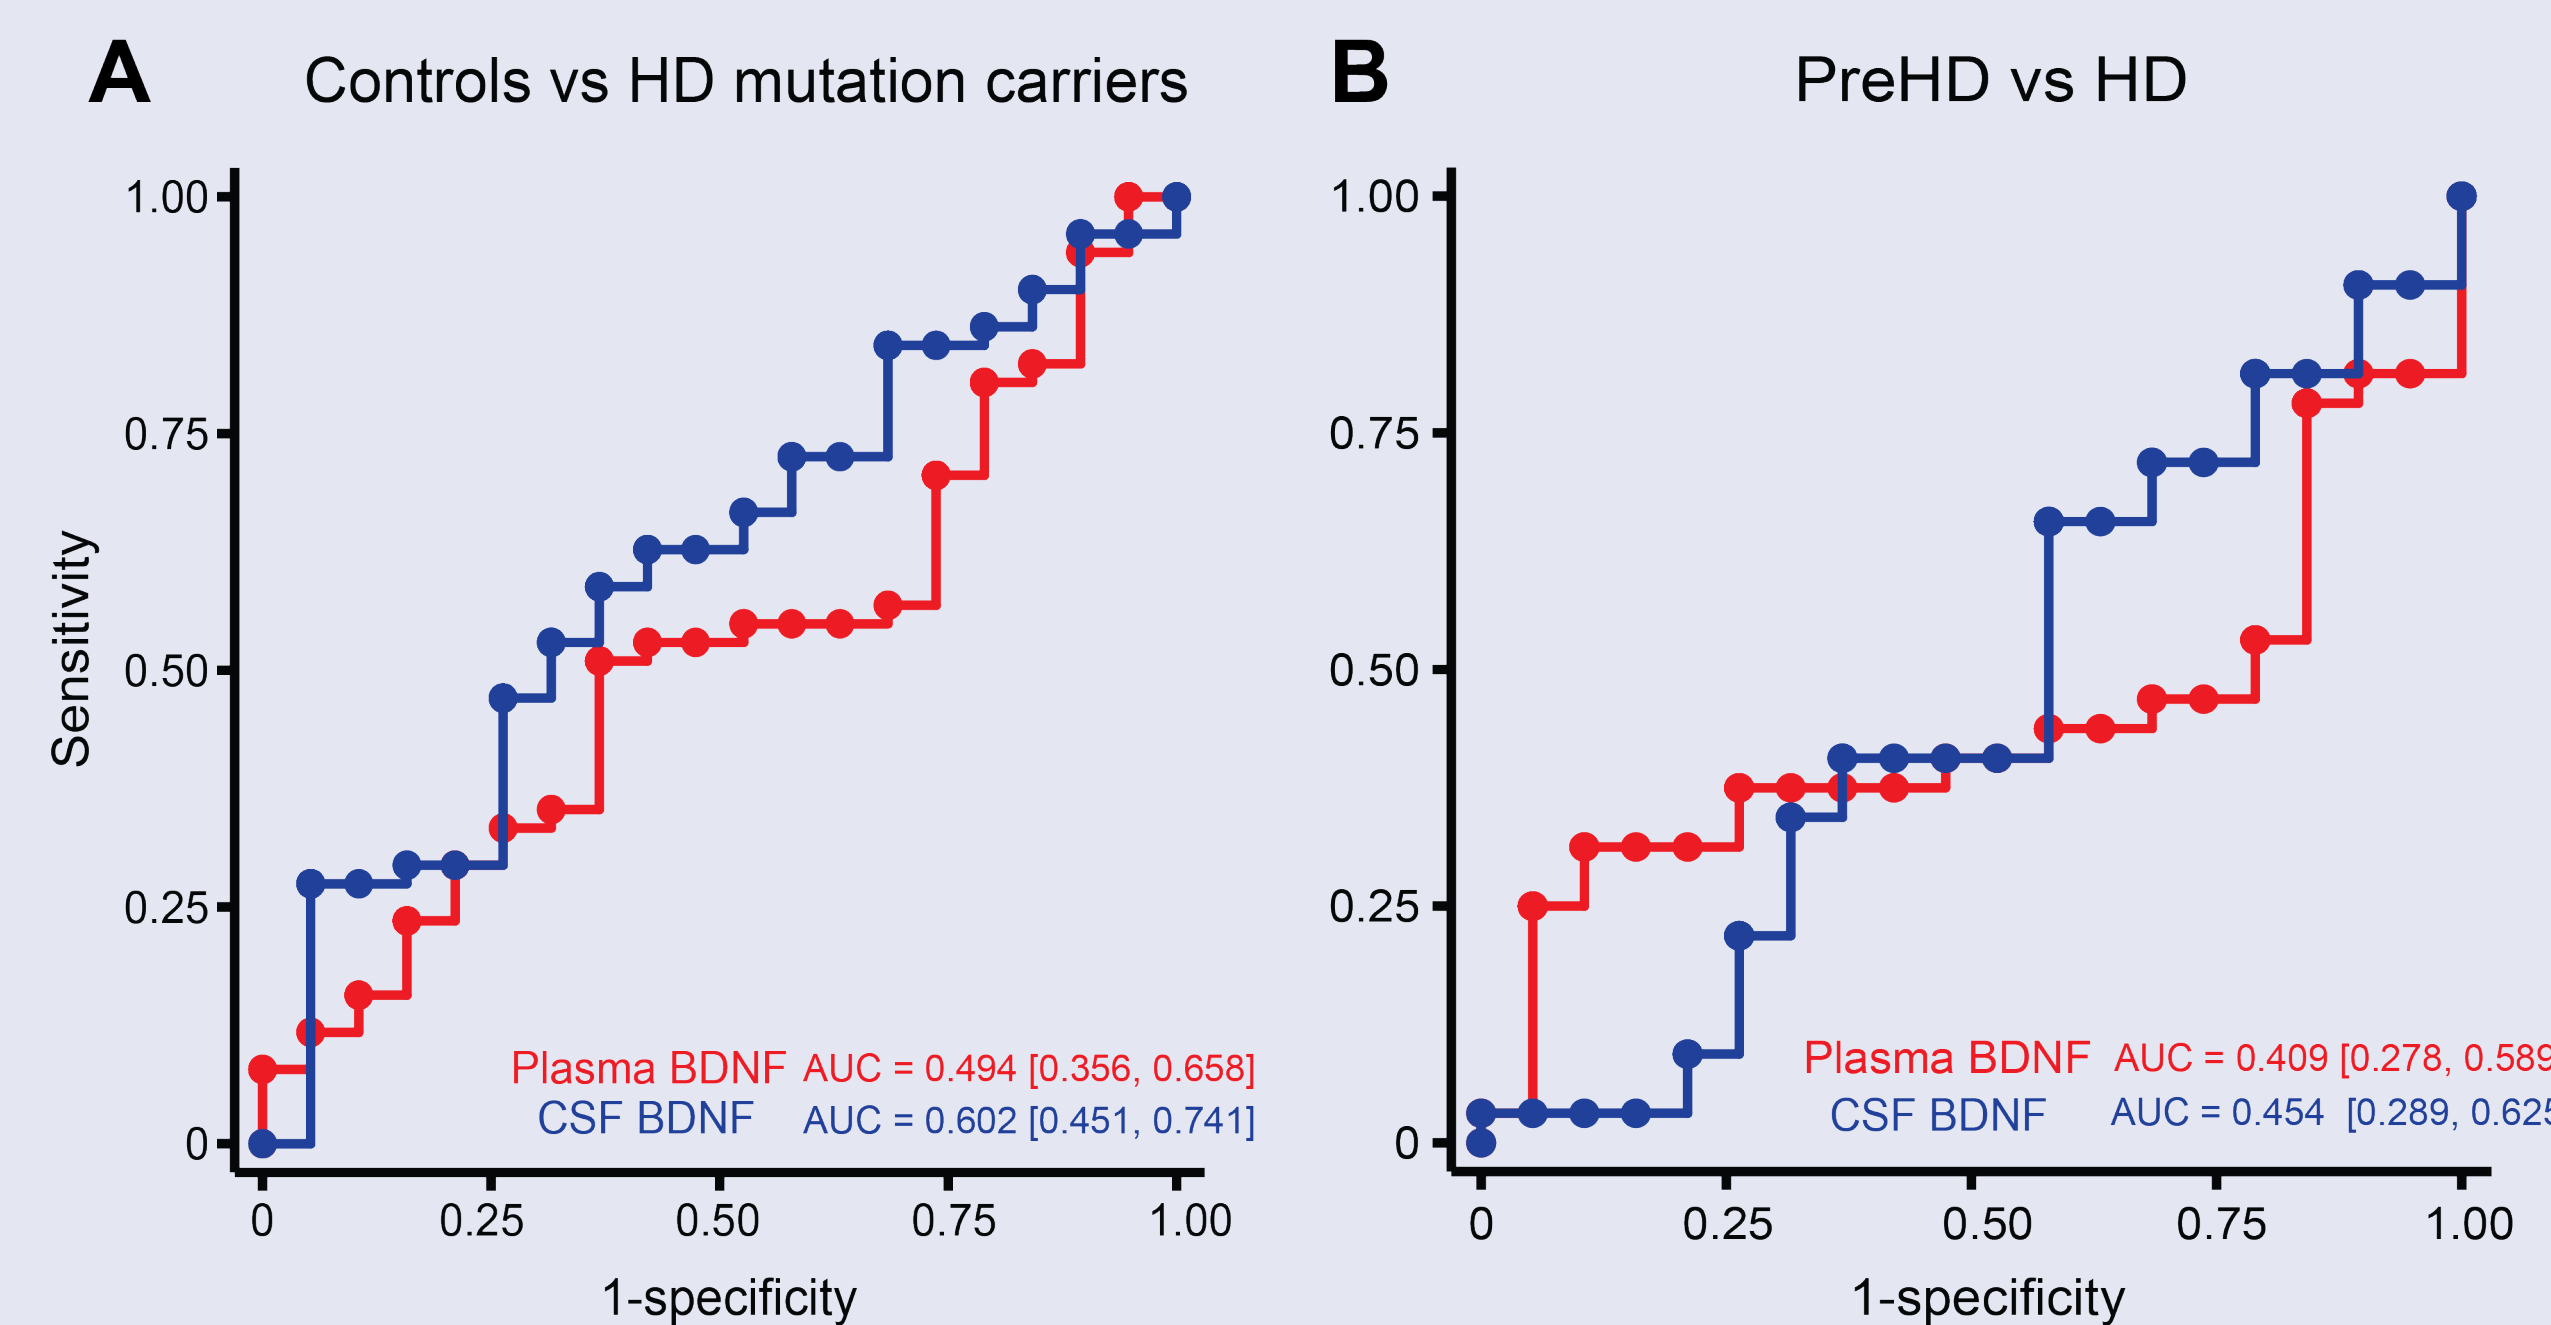 A
Controls vs HD mutation carriers
1.00
0.75
0.50
0.25
0
Sensitivity
Plasma BDNF AUC = 0.494 [0.356, 0.658]
CSF BDNF AUC = 0.602 [0.451, 0.741]
0 0.25 0.50 0.75 1.00
1-specificity
B
PreHD vs HD
1.00
0.75
0.50
0.25
0
Plasma BDNF AUC = 0.409 [0.278, 0.589
CSF BDNF AUC = 0.454 [0.289, 0.625
0 0.25 0.50 0.75 1.00
1-specificity